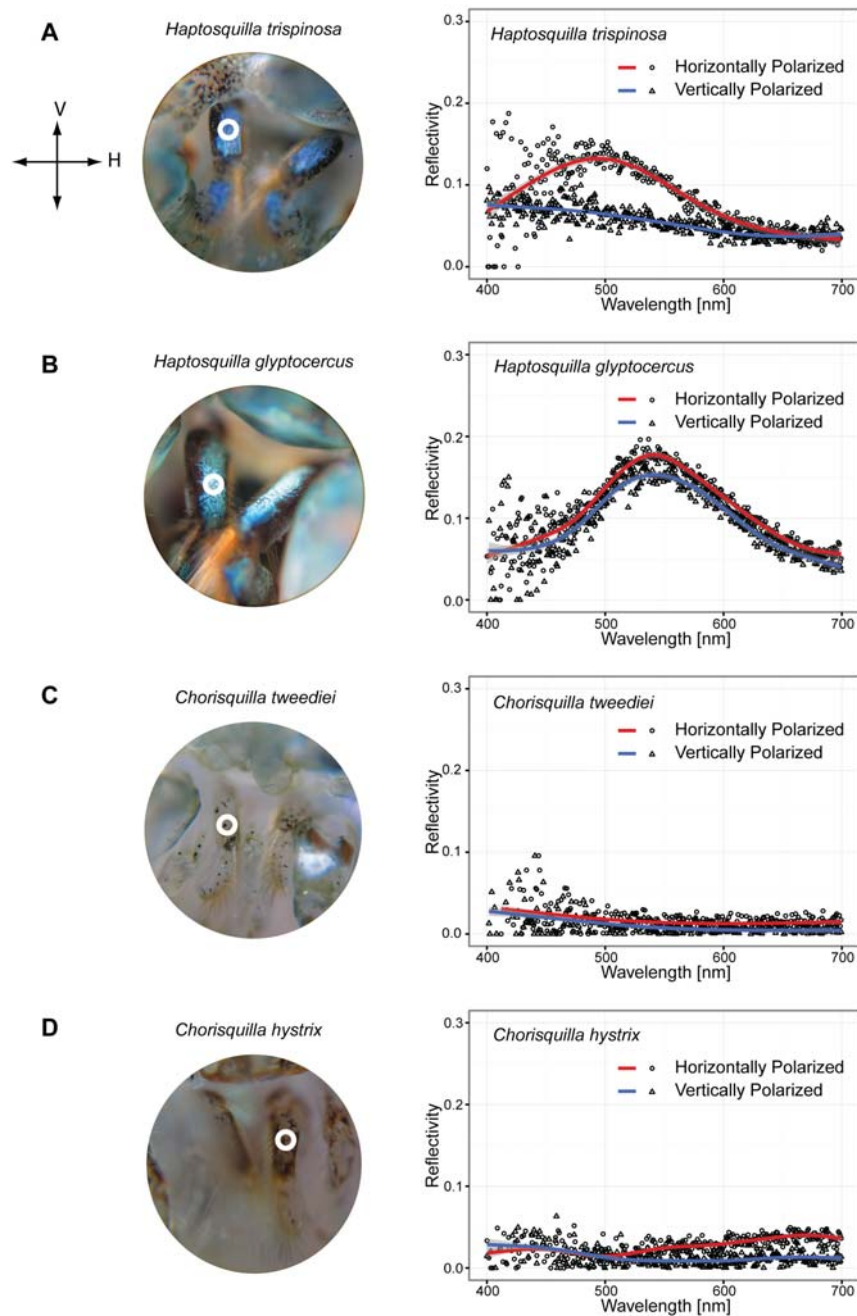 A
Haptosquilla trispinosa
V
H
Haptosquilla trispinosa
Horizontally Polarized
Vertically Polarized
0.3
0.2
0.1
0.0
Reflectivity
400
500
600
700
Wavelength [nm]
B
Haptosquilla glyptocercus
Haptosquilla glyptocercus
Horizontally Polarized
Vertically Polarized
0.3
0.2
0.1
0.0
Reflectivity
400
500
600
700
Wavelength [nm]
C
Chorisquilla tweediei
Chorisquilla tweediei
Horizontally Polarized
Vertically Polarized
0.3
0.2
0.1
0.0
Reflectivity
400
500
600
700
Wavelength [nm]
D
Chorisquilla hystrix
Chorisquilla hystrix
Horizontally Polarized
Vertically Polarized
0.3
0.2
0.1
0.0
Reflectivity
400
500
600
700
Wavelength [nm]